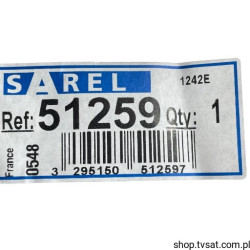 SAREL
1242E
Ref: 51259 Qty: 1
France
0548
3 295150 512597
shop.tvsat.com.pl